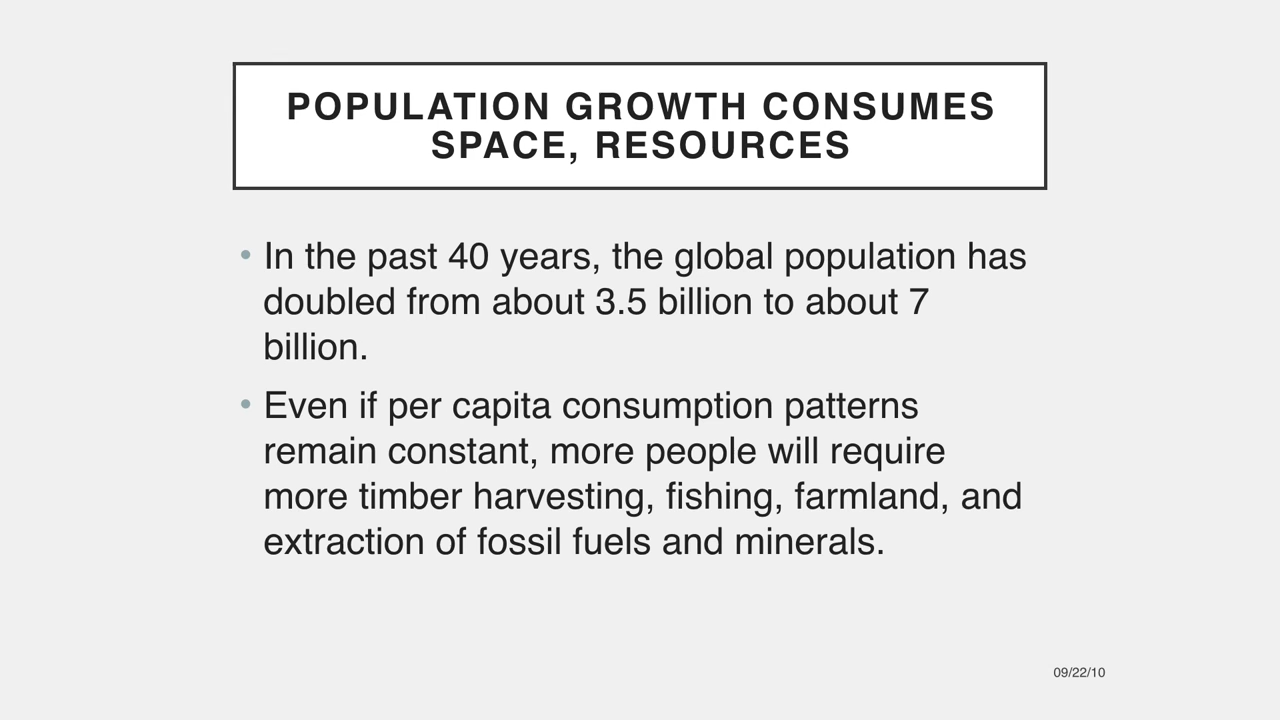 POPULATION GROWTH CONSUMES
SPACE, RESOURCES
• In the past 40 years, the global population has
doubled from about 3.5 billion to about 7
billion.
• Even if per capita consumption patterns
remain constant, more people will require
more timber harvesting, fishing, farmland, and
extraction of fossil fuels and minerals.
09/22/10